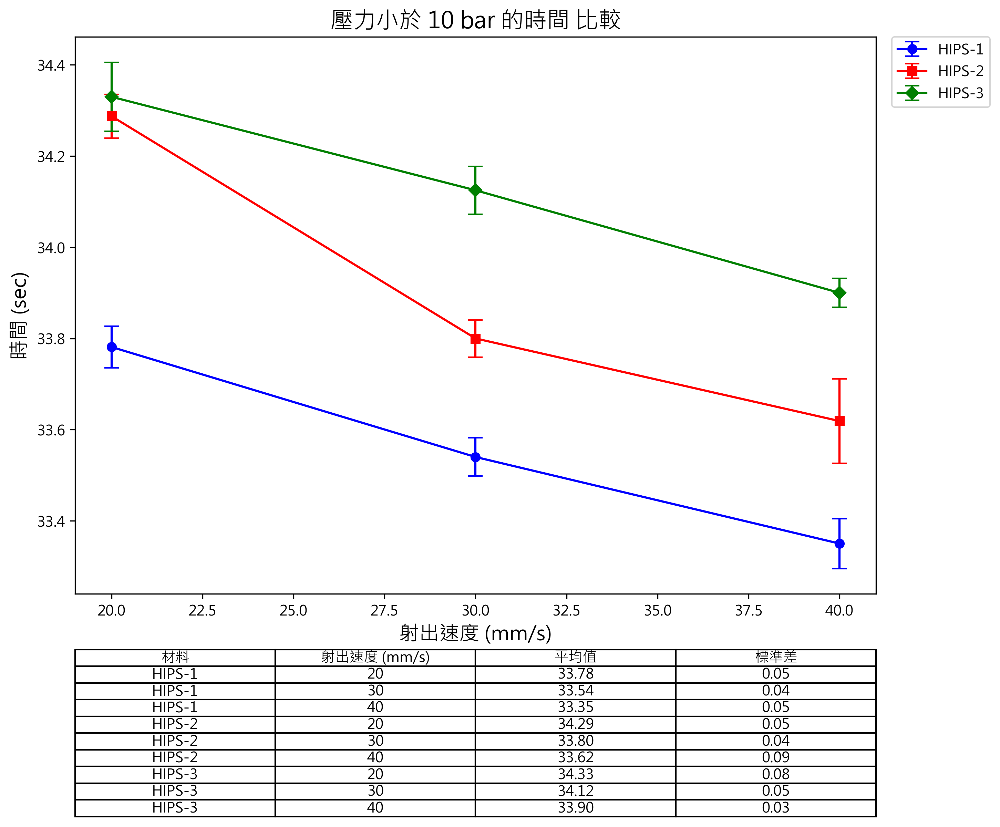 壓力小於 10 bar 的時間 比較
HIPS-1
HIPS-2
HIPS-3
時間 (sec)
34.4
34.2
34.0
33.8
33.6
33.4
20.0 22.5 25.0 27.5 30.0 32.5 35.0 37.5 40.0
射出速度 (mm/s)
材料 射出速度 (mm/s) 平均值 標準差
HIPS-1 20 33.78 0.05
HIPS-1 30 33.54 0.04
HIPS-1 40 33.35 0.05
HIPS-2 20 34.29 0.05
HIPS-2 30 33.80 0.04
HIPS-2 40 33.62 0.09
HIPS-3 20 34.33 0.08
HIPS-3 30 34.12 0.05
HIPS-3 40 33.90 0.03